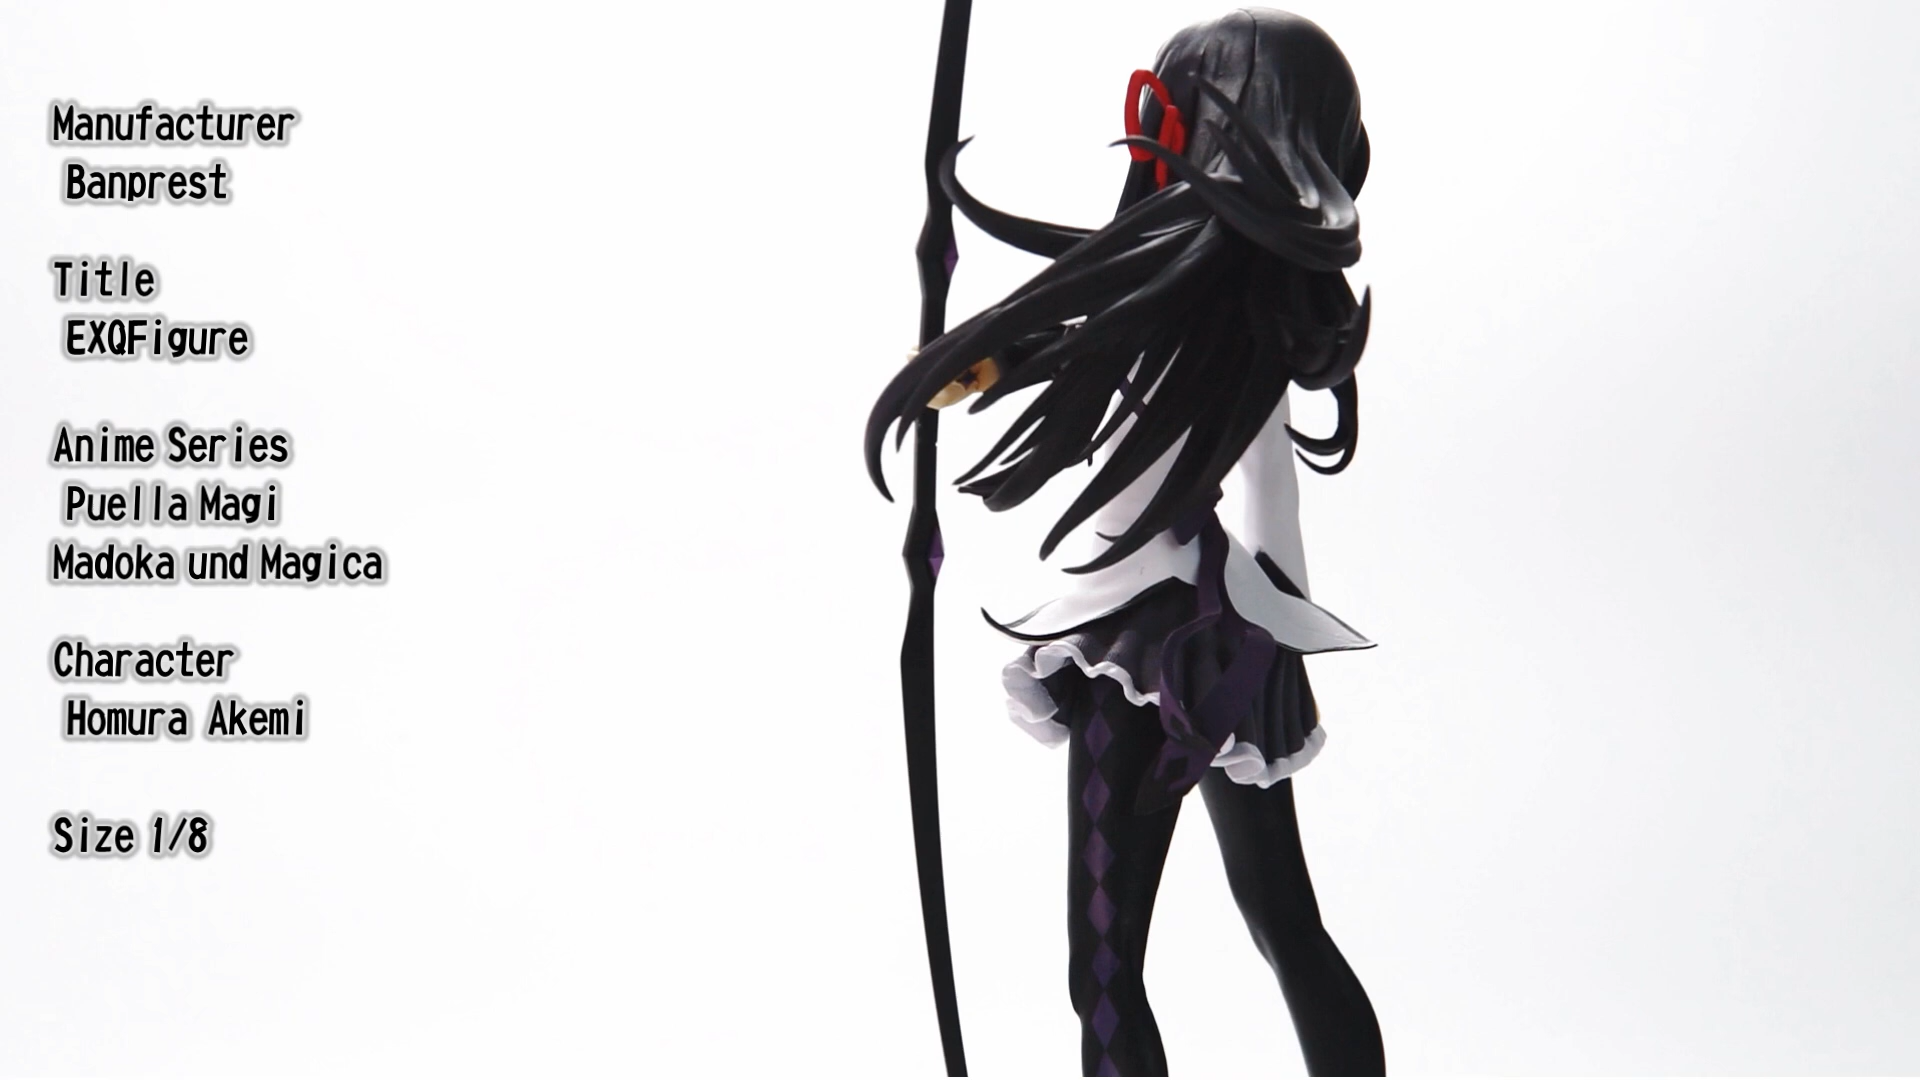 Manufacturer
Banprest
Title
EXQFigure
Anime Series
Puella Magi
Madoka und Magica
Character
Homura Akemi
Size 1/8